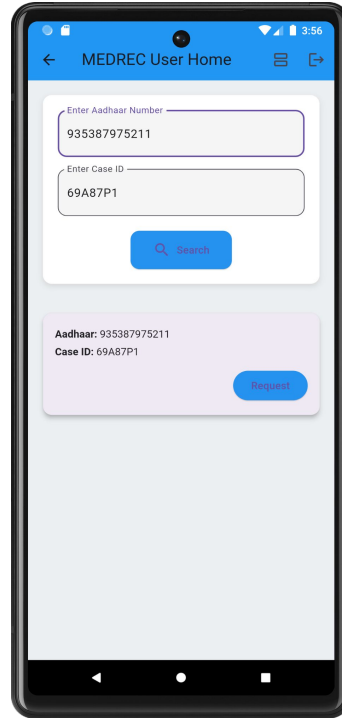 3:56
MEDREC User Home
Enter Aadhaar Number
935387975211
Enter Case ID
69A87P1
Search
Aadhaar: 935387975211
Case ID: 69A87P1
Request